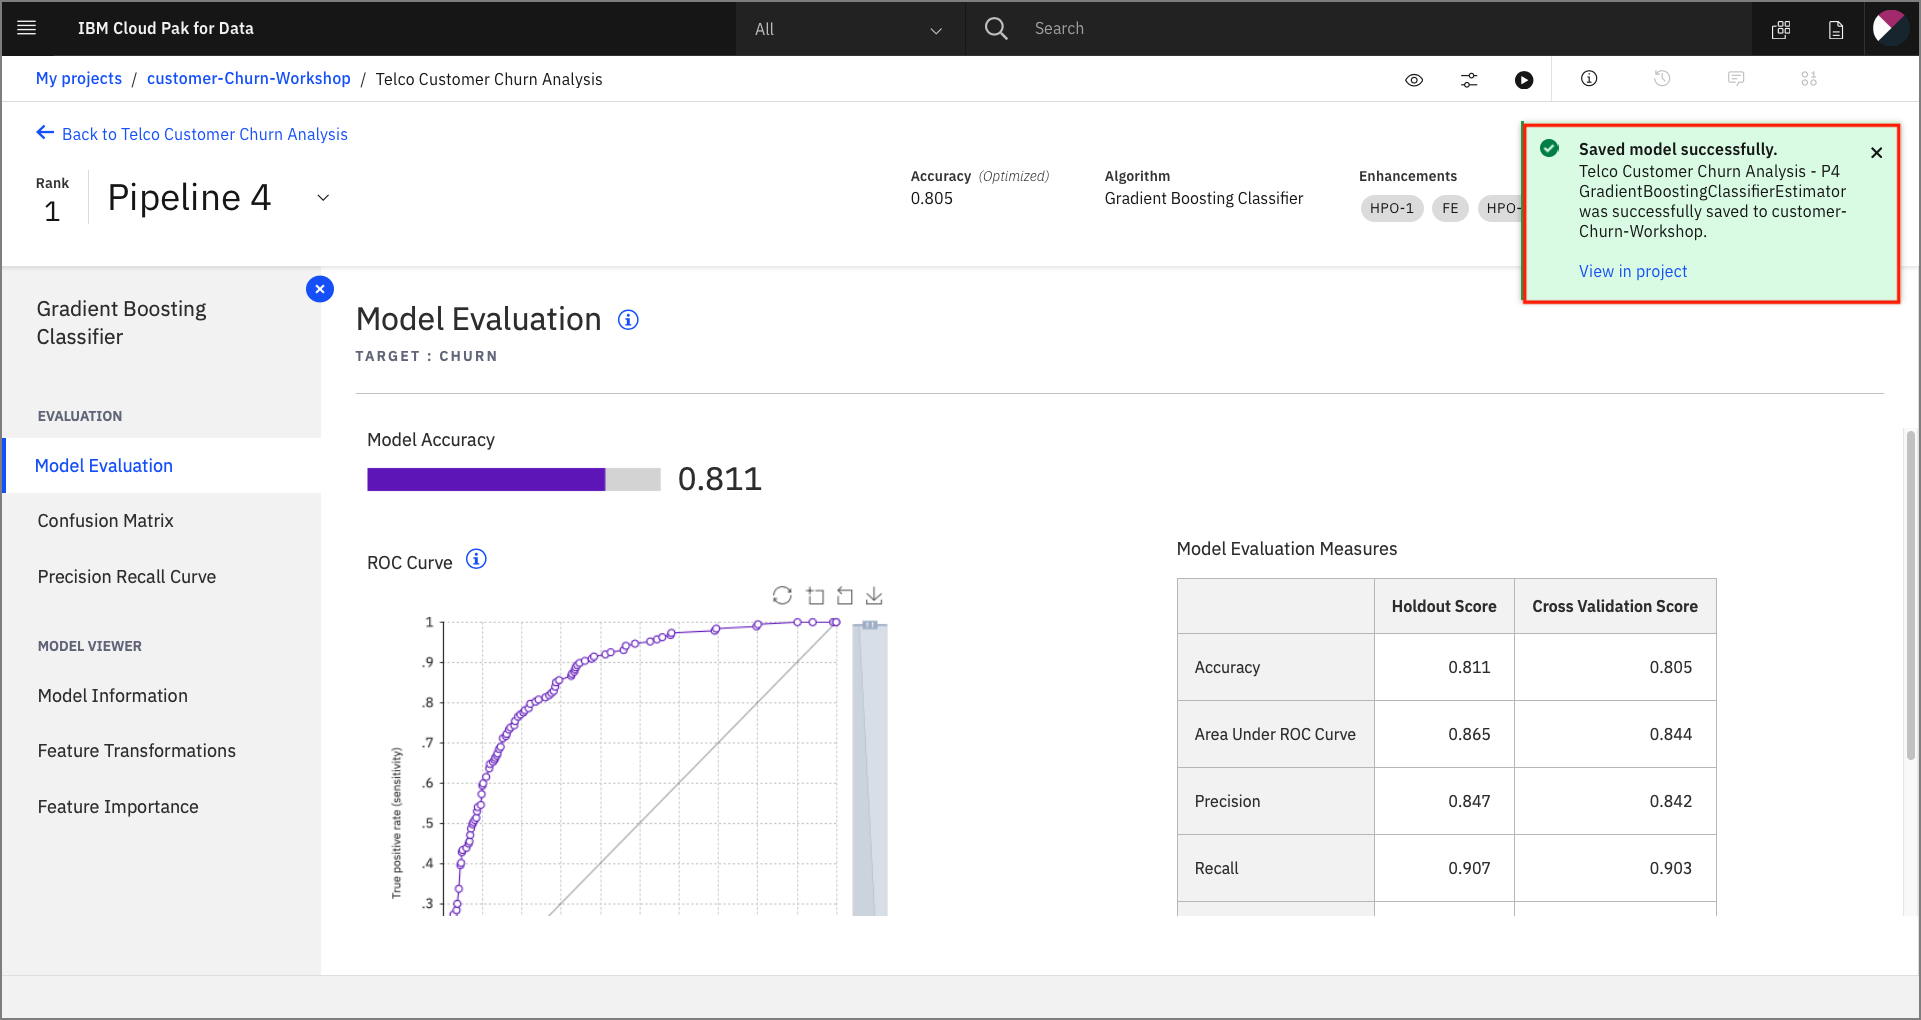 IBM Cloud Pak for Data
All
Search
My projects / customer-Churn-Workshop / Telco Customer Churn Analysis
Back to Telco Customer Churn Analysis
Rank
1
Pipeline 4
Accuracy (Optimized)
0.805
Algorithm
Gradient Boosting Classifier
Enhancements
HPO-1
FE
HPO-
Saved model successfully.
Telco Customer Churn Analysis - P4
GradientBoostingClassifierEstimator
was successfully saved to customer-
Churn-Workshop.
View in project
Gradient Boosting
Classifier
EVALUATION
Model Evaluation
Confusion Matrix
Precision Recall Curve
MODEL VIEWER
Model Information
Feature Transformations
Feature Importance
Model Evaluation
TARGET : CHURN
Model Accuracy
0.811
ROC Curve
True positive rate (sensitivity)
1
.9
.8
.7
.6
.5
.4
.3
Model Evaluation Measures
Holdout Score Cross Validation Score
Accuracy 0.811 0.805
Area Under ROC Curve 0.865 0.844
Precision 0.847 0.842
Recall 0.907 0.903